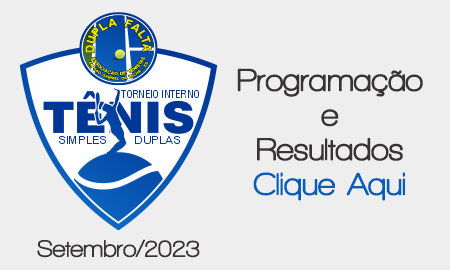 DUPLA FALTA
TORNEIO INTERNO
TÊNIS
SIMPLES DUPLAS
Setembro/2023
Programação
e
Resultados
Clique Aqui